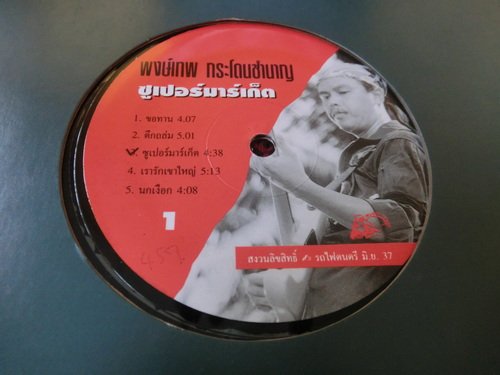 พงษ์เทพ กระโดนชำนาญ
ซูเปอร์มาร์เก็ต
1. ขอทาน 4.07
2. ตึกถล่ม 5.01
3. ซูเปอร์มาร์เก็ต 4:38
4. เรารักเขาใหญ่ 5:13
5. นกเงือก 4:08
1
สงวนลิขสิทธิ์ รถไฟดนตรี มิ.ย. 37